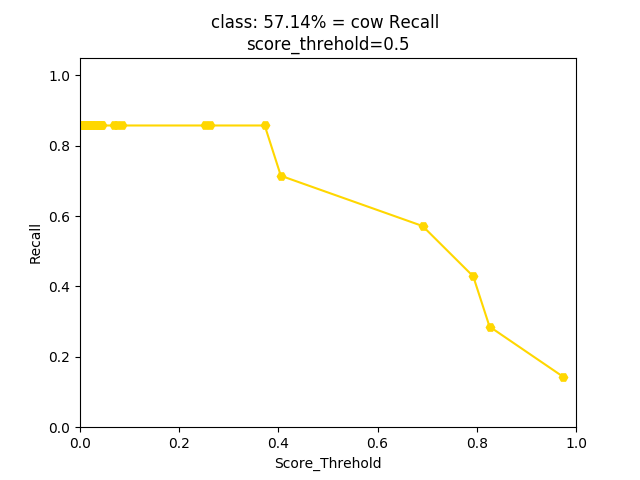 class: 57.14% = cow Recall
score_threhold=0.5
1.0
0.8
0.6
0.4
0.2
0.0
Recall
0.0 0.2 0.4 0.6 0.8 1.0
Score_Threhold